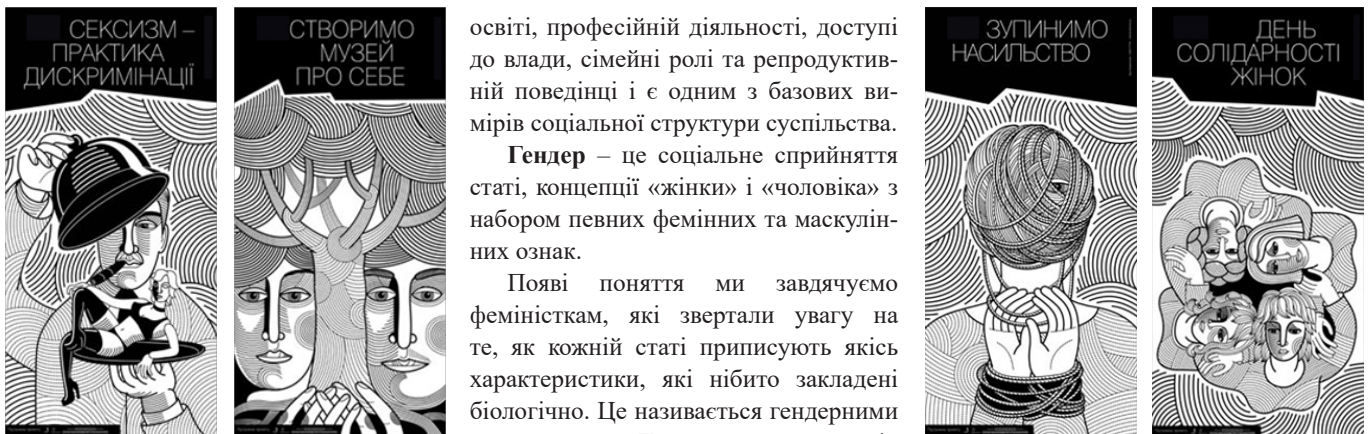 СЕКСИЗМ –
ПРАКТИКА
ДИСКРИМІНАЦІЇ
СТВОРИМО
МУЗЕЙ
ПРО СЕБЕ
освіті, професійній діяльності, доступі
до влади, сімейні ролі та репродуктив-
ній поведінці і є одним з базових ви-
мірів соціальної структури суспільства.
Гендер – це соціальне сприйняття
статі, концепції «жінки» і «чоловіка» з
набором певних фемінних та маскулін-
них ознак.
Появі поняття ми завдячуємо
феміністкам, які звертали увагу на
те, як кожній статі приписують якісь
характеристики, які нібито закладені
біологічно. Це називається гендерними
ЗУПИНИМО
НАСИЛЬСТВО
ДЕНЬ
СОЛІДАРНОСТІ
ЖІНОК